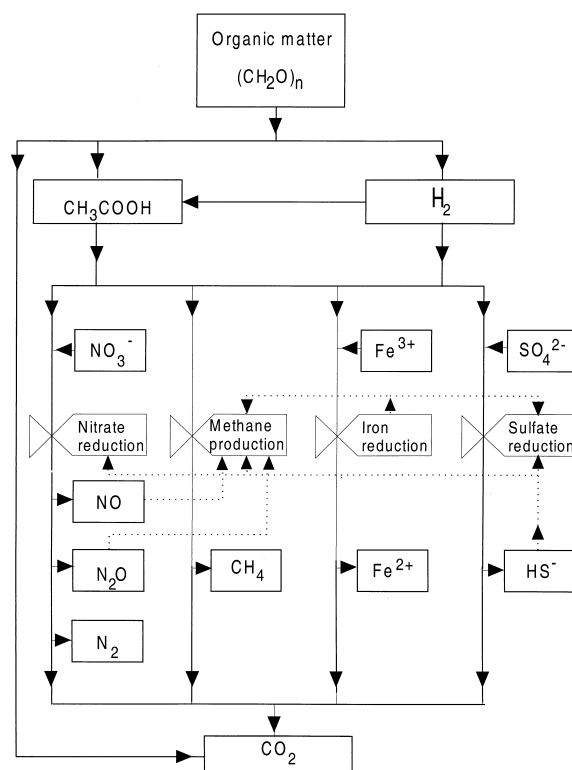 Organic matter
(CH2O)n
CH3COOH
H2
NO3-
Fe3+
SO42-
Nitrate
reduction
Methane
production
Iron
reduction
Sulfate
reduction
NO
N2O
CH4
Fe2+
HS-
N2
CO2